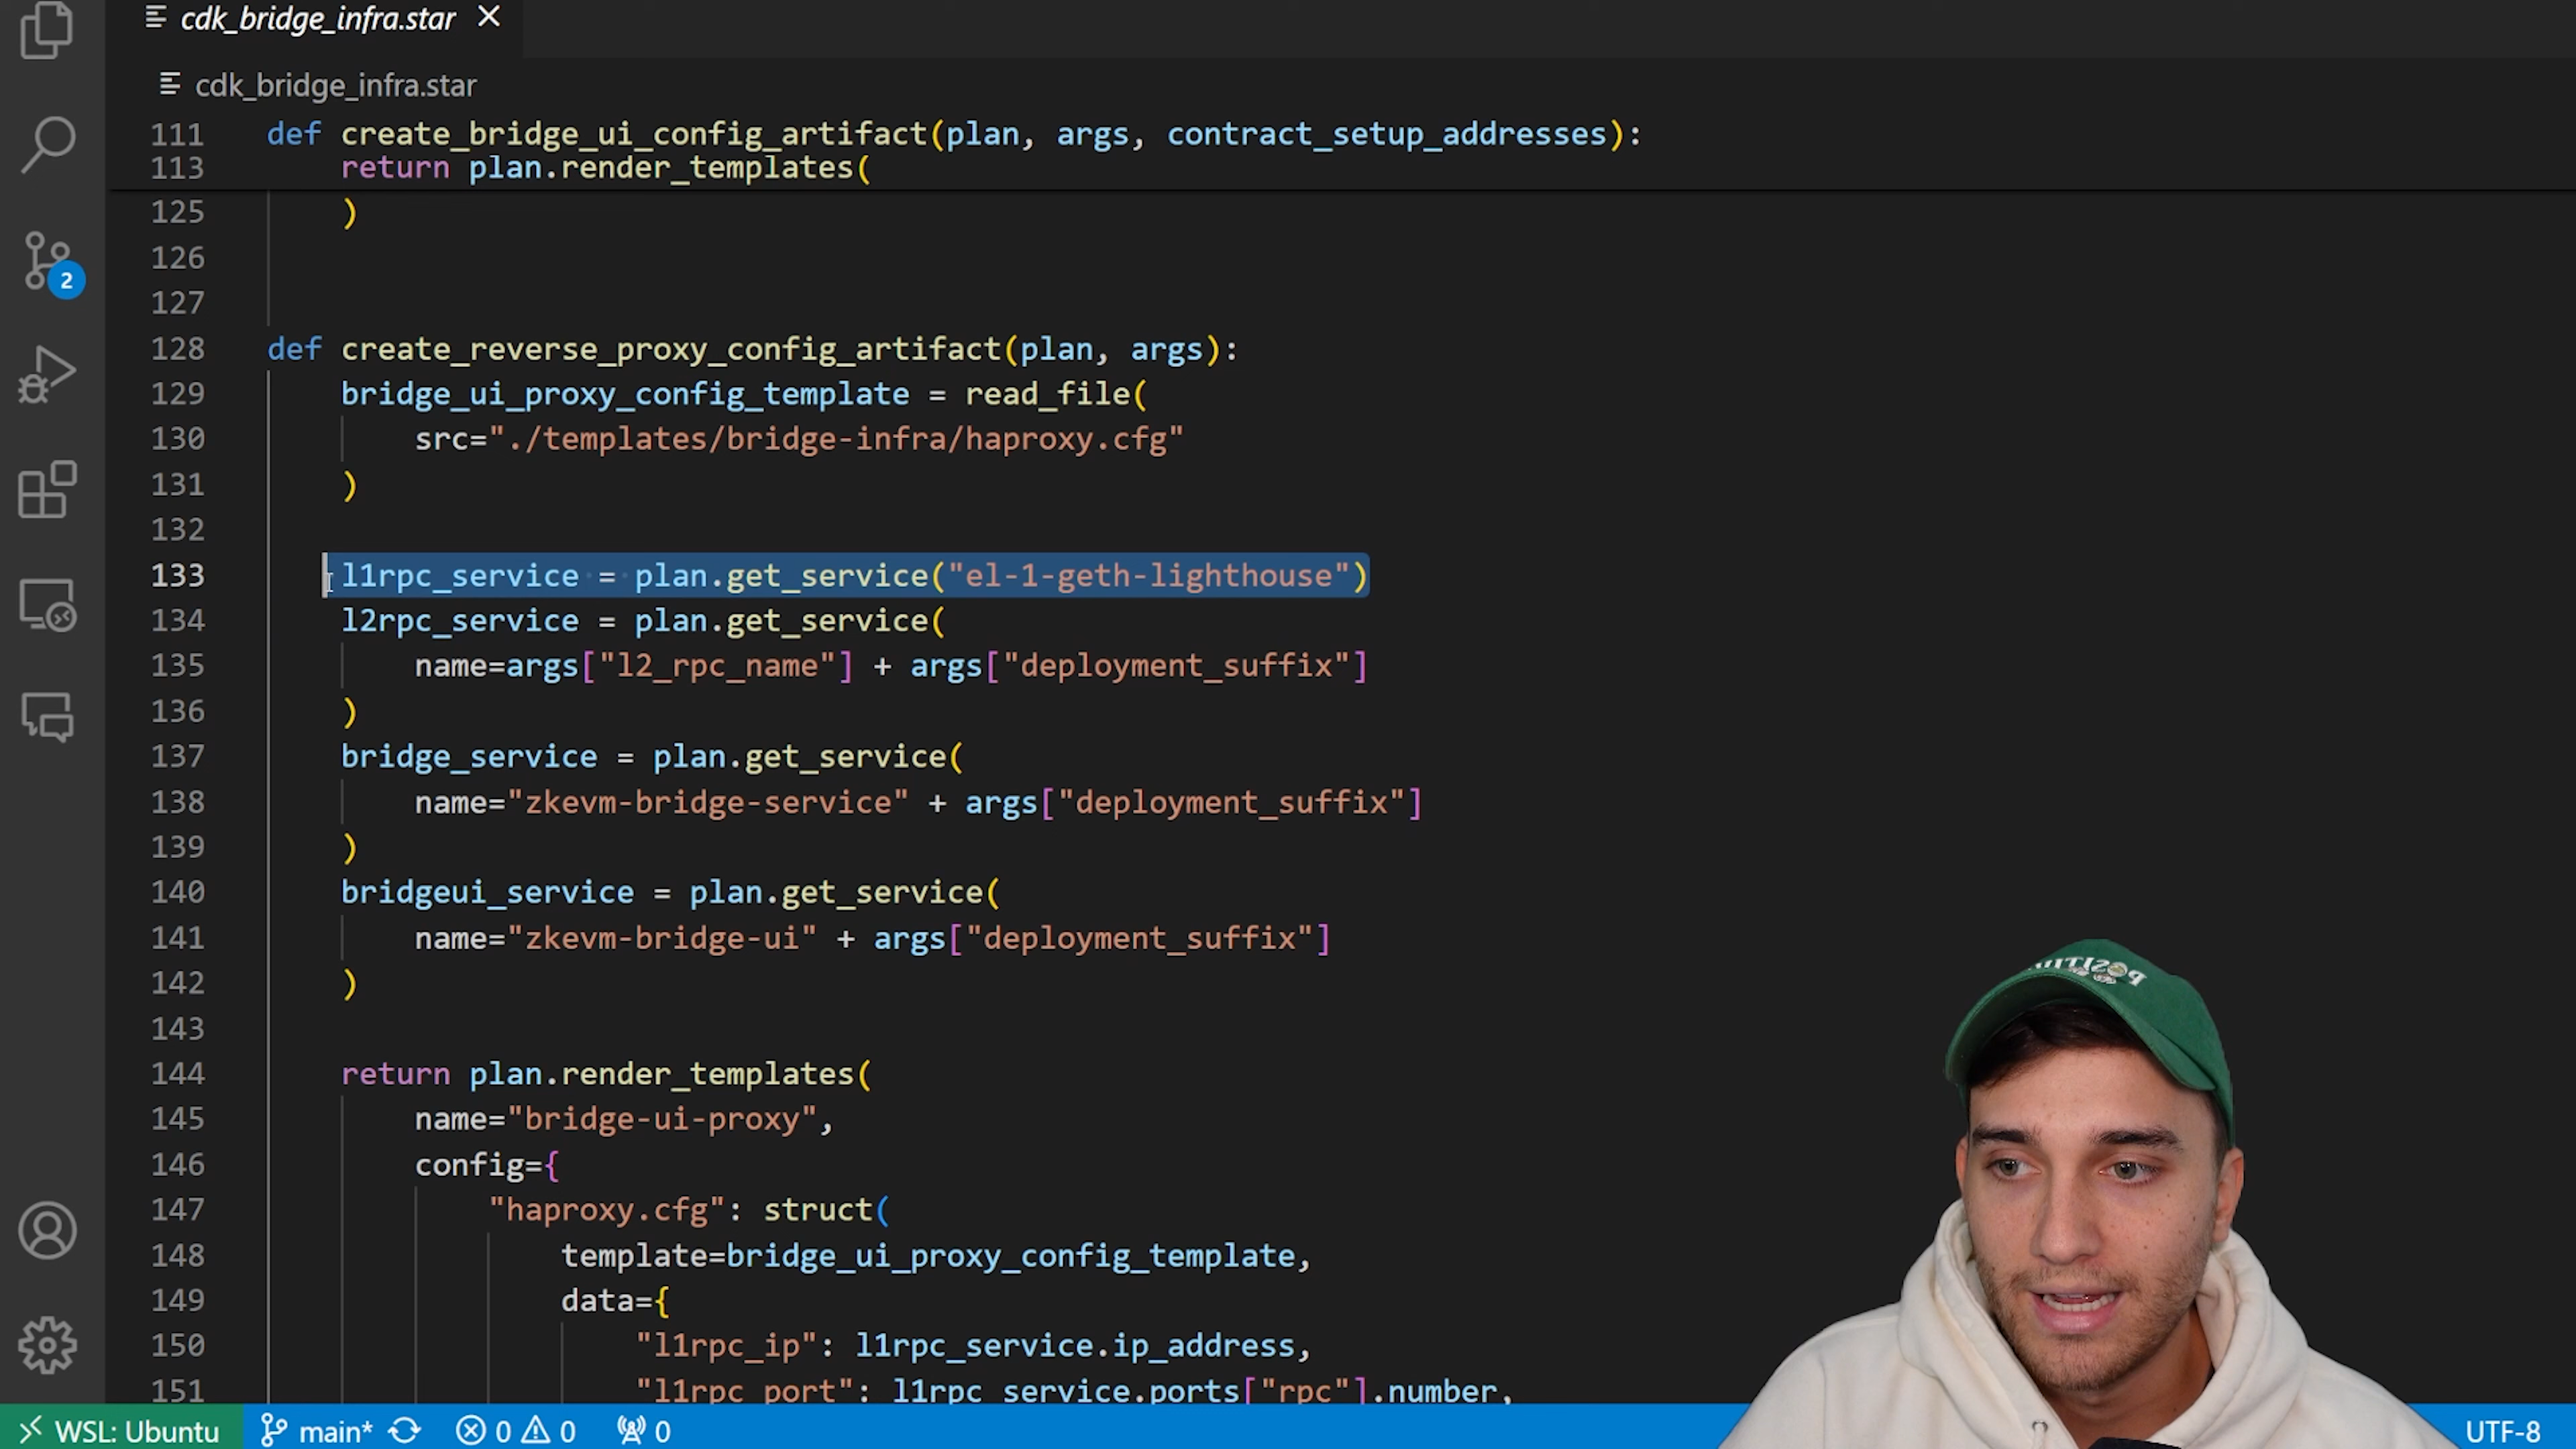 cdk_bridge_infra.star
cdk_bridge_infra.star
111 def create_bridge_ui_config_artifact(plan, args, contract_setup_addresses):
113 return plan.render_templates(
125 )
126
127
128 def create_reverse_proxy_config_artifact(plan, args):
129 bridge_ui_proxy_config_template = read_file(
130 src="./templates/bridge-infra/haproxy.cfg"
131 )
132
133 l1rpc_service = plan.get_service("el-1-geth-lighthouse")
134 l2rpc_service = plan.get_service(
135 name=args["l2_rpc_name"] + args["deployment_suffix"]
136 )
137 bridge_service = plan.get_service(
138 name="zkevm-bridge-service" + args["deployment_suffix"]
139 )
140 bridgeui_service = plan.get_service(
141 name="zkevm-bridge-ui" + args["deployment_suffix"]
142 )
143
144 return plan.render_templates(
145 name="bridge-ui-proxy",
146 config={
147 "haproxy.cfg": struct(
148 template=bridge_ui_proxy_config_template,
149 data={
150 "l1rpc_ip": l1rpc_service.ip_address,
151 "l1rpc_port": l1rpc_service.ports["rpc"].number,
2
WSL: Ubuntu main* 0 0 0 UTF-8